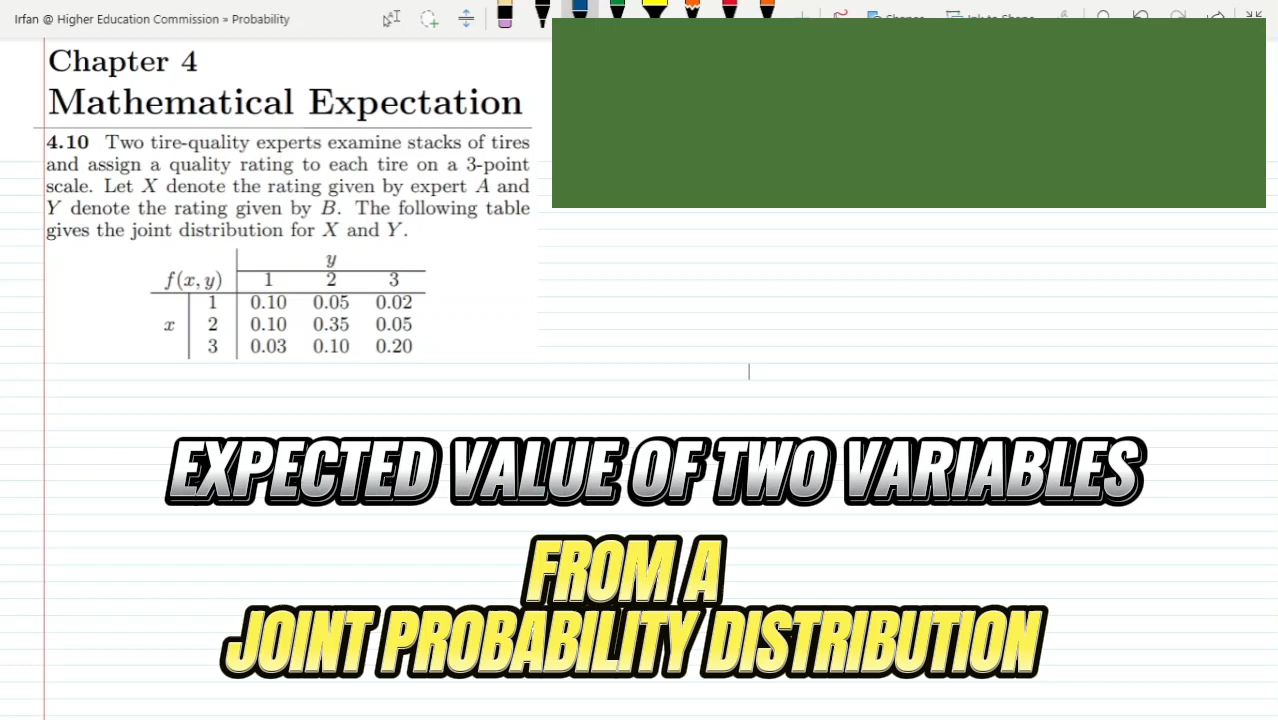 Irfan @ Higher Education Commission » Probability
Chapter 4
Mathematical Expectation
4.10 Two tire-quality experts examine stacks of tires
and assign a quality rating to each tire on a 3-point
scale. Let X denote the rating given by expert A and
Y denote the rating given by B. The following table
gives the joint distribution for X and Y.
y
f(x, y) 1 2 3
1 0.10 0.05 0.02
x 2 0.10 0.35 0.05
3 0.03 0.10 0.20
EXPECTED VALUE OF TWO VARIABLES
FROM A
JOINT PROBABILITY DISTRIBUTION